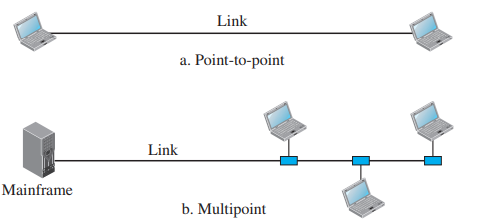 Link
a. Point-to-point
Link
Mainframe
b. Multipoint